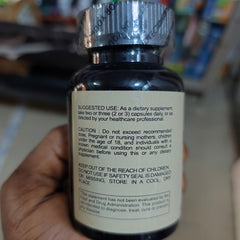 SUGGESTED USE: As a dietary supplement,
take two or three (2 or 3) capsules daily, or as
directed by your healthcare professional.
CAUTION : Do not exceed recommended
dose. Pregnant or nursing mothers, children
under the age of 18, and individuals with a
known medical condition should consult a
physician before using this or any dietary
supplement.
KEEP OUT OF THE REACH OF CHILDREN.
DO NOT USE IF SAFETY SEAL IS DAMAGED
OR MISSING. STORE IN A COOL, DRY
PLACE.
This statement has not been evaluated by the
Food and Drug Administration. This product
to diagnose, treat, cure